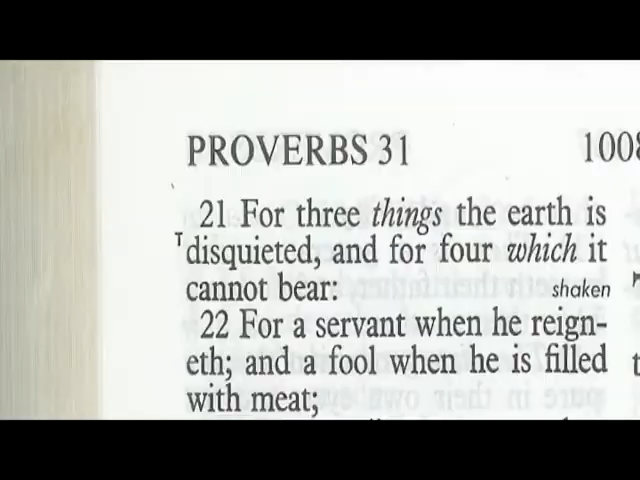 PROVERBS 31 1008
21 For three things the earth is
T disquieted, and for four which it
cannot bear: shaken
22 For a servant when he reign-
eth; and a fool when he is filled
with meat;